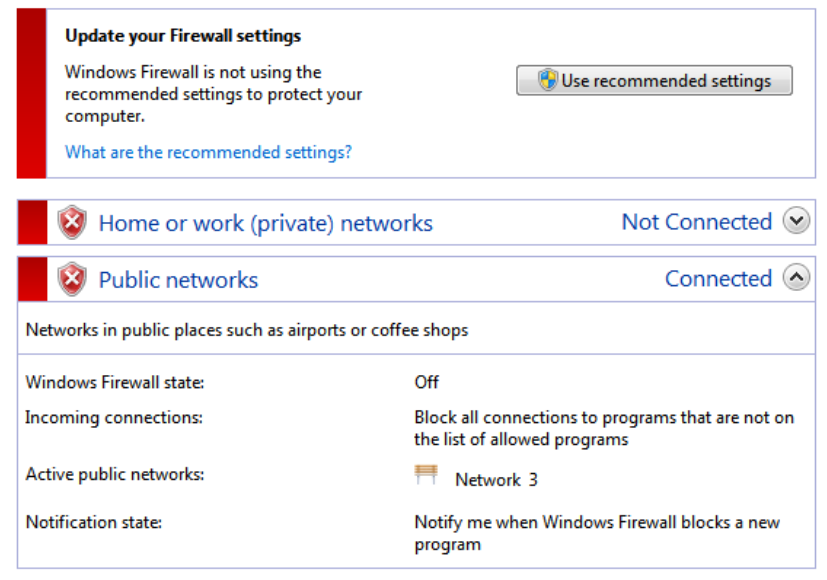 Update your Firewall settings
Windows Firewall is not using the
recommended settings to protect your
computer.
Use recommended settings
What are the recommended settings?
Home or work (private) networks Not Connected
Public networks Connected
Networks in public places such as airports or coffee shops
Windows Firewall state: Off
Incoming connections: Block all connections to programs that are not on
the list of allowed programs
Active public networks: Network 3
Notification state: Notify me when Windows Firewall blocks a new
program